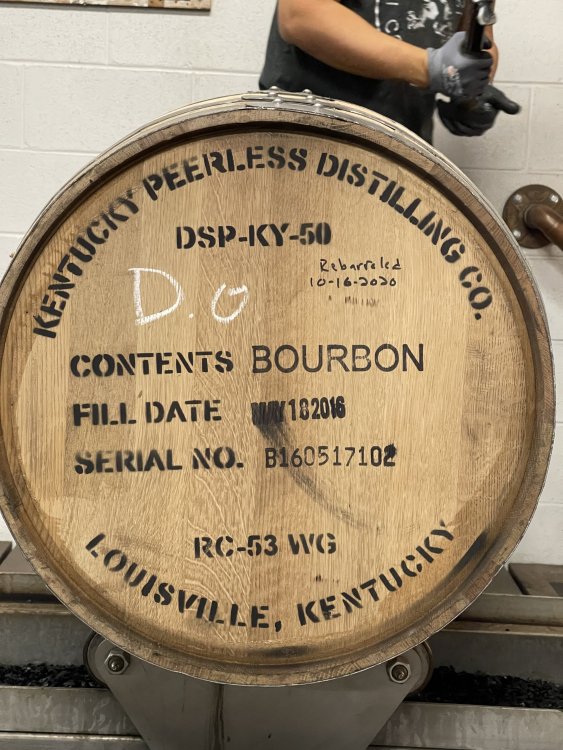 KENTUCKY PEERLESS DISTILLING CO.
DSP-KY-50
Rebarreled
10-16-2020
D.O
CONTENTS BOURBON
FILL DATE MAY 18 2016
SERIAL NO. B160517102
RC-53 WG
LOUISVILLE, KENTUCKY